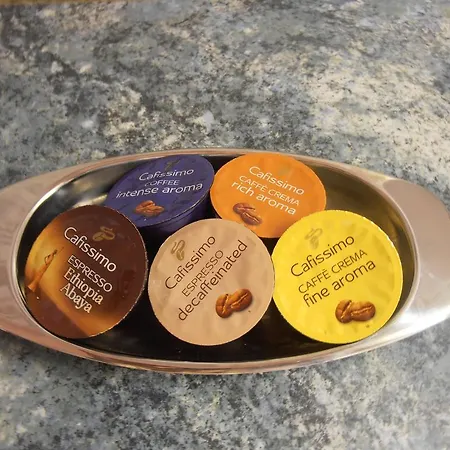 Cafissimo
COFFEE
intense aroma
Cafissimo
CAFFÈ CREMA
rich aroma
Cafissimo
ESPRESSO
Ethiopia
Abaya
Cafissimo
ESPRESSO
decaffeinated
Cafissimo
CAFFÈ CREMA
fine aroma